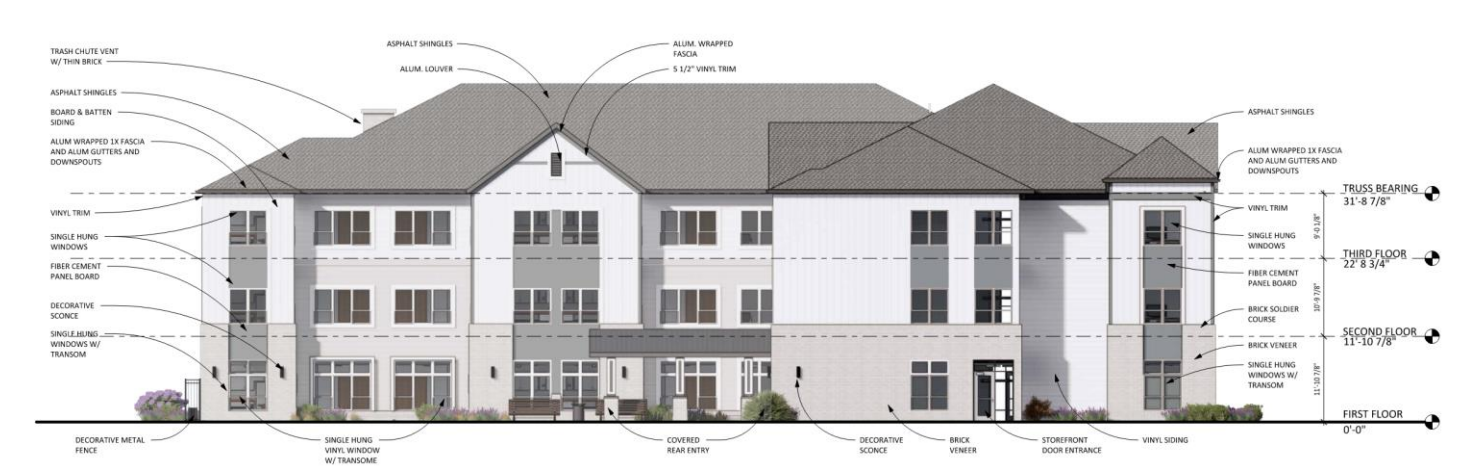 TRASH CHUTE VENT
W/ THIN BRICK
ASPHALT SHINGLES
BOARD & BATTEN
SIDING
ALUM WRAPPED 1X FASCIA
AND ALUM GUTTERS AND
DOWNSPOUTS
VINYL TRIM
SINGLE HUNG
WINDOWS
FIBER CEMENT
PANEL BOARD
DECORATIVE
SCONCE
SINGLE HUNG
WINDOWS W/
TRANSOM
ASPHALT SHINGLES
ALUM. LOUVER
ALUM. WRAPPED
FASCIA
5 1/2" VINYL TRIM
ASPHALT SHINGLES
ALUM WRAPPED 1X FASCIA
AND ALUM GUTTERS AND
DOWNSPOUTS
VINYL TRIM
SINGLE HUNG
WINDOWS
FIBER CEMENT
PANEL BOARD
BRICK SOLDIER
COURSE
BRICK VENEER
SINGLE HUNG
WINDOWS W/
TRANSOM
9'-0 1/8"
10'-9 7/8"
11'-10 7/8"
TRUSS BEARING
31'-8 7/8"
THIRD FLOOR
22' 8 3/4"
SECOND FLOOR
11'-10 7/8"
FIRST FLOOR
0'-0"
DECORATIVE METAL
FENCE
SINGLE HUNG
VINYL WINDOW
W/ TRANSOME
COVERED
REAR ENTRY
DECORATIVE
SCONCE
BRICK
VENEER
STOREFRONT
DOOR ENTRANCE
VINYL SIDING